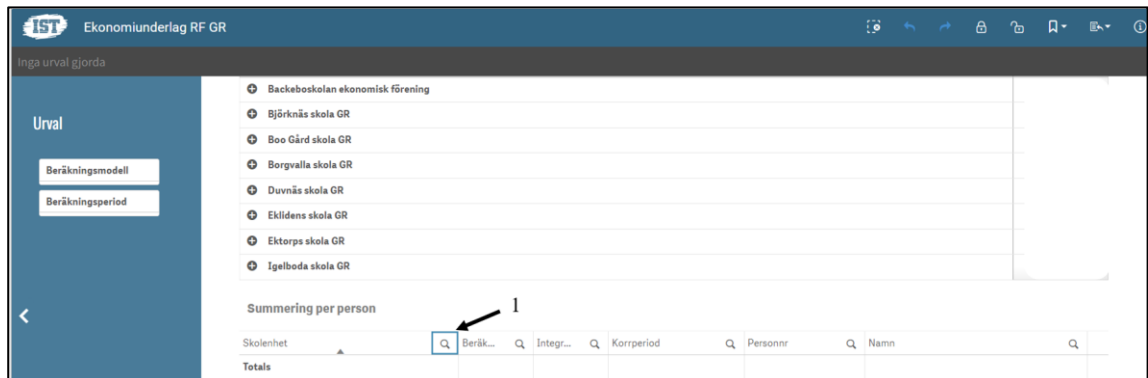 IST Ekonomiunderlag RF GR
Inga urval gjorda
Urval
Beräkningsmodell
Beräkningsperiod
Backeboskolan ekonomisk förening
Björknäs skola GR
Boo Gård skola GR
Borgvalla skola GR
Duvnäs skola GR
Eklidens skola GR
Ektorps skola GR
Igelboda skola GR
Summering per person
1
Skolenhet Beräk... Integr... Korrperiod Personnr Namn
Totals